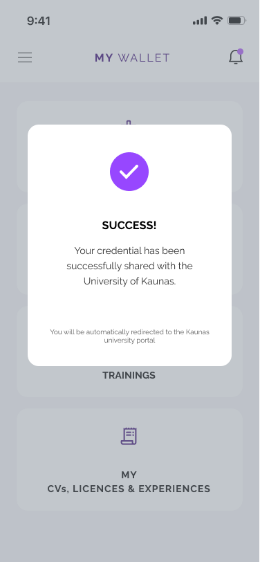 9:41
MY WALLET
SUCCESS!
Your credential has been
successfully shared with the
University of Kaunas.
You will be automatically redirected to the Kaunas
university portal
TRAININGS
MY
CVs, LICENCES & EXPERIENCES